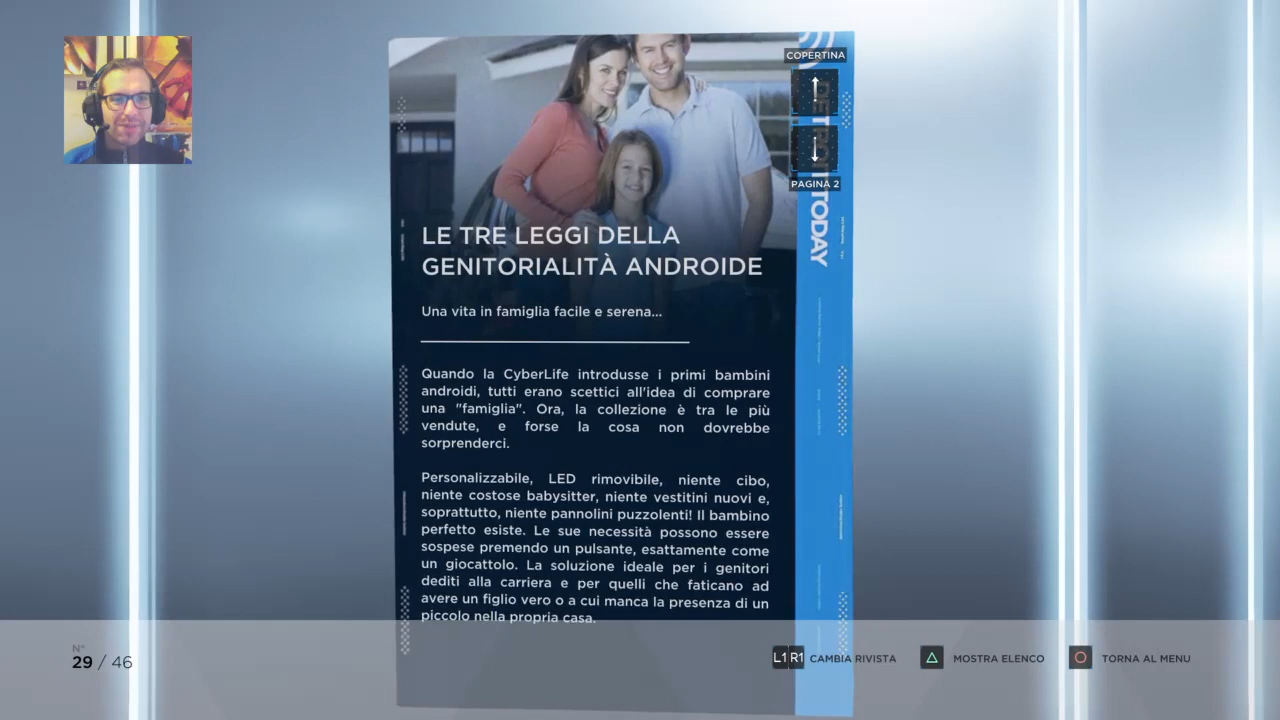 COPERTINA
PAGINA 2
DETROIT TODAY
LE TRE LEGGI DELLA
GENITORIALITÀ ANDROIDE
Una vita in famiglia facile e serena...
Quando la CyberLife introdusse i primi bambini
androidi, tutti erano scettici all'idea di comprare
una "famiglia". Ora, la collezione è tra le più
vendute, e forse la cosa non dovrebbe
sorprenderci.
Personalizzabile, LED rimovibile, niente cibo,
niente costose babysitter, niente vestitini nuovi e,
soprattutto, niente pannolini puzzolenti! Il bambino
perfetto esiste. Le sue necessità possono essere
sospese premendo un pulsante, esattamente come
un giocattolo. La soluzione ideale per i genitori
dediti alla carriera e per quelli che faticano ad
avere un figlio vero o a cui manca la presenza di un
piccolo nella propria casa.
N°
29 / 46
L1 R1 CAMBIA RIVISTA
MOSTRA ELENCO
TORNA AL MENU